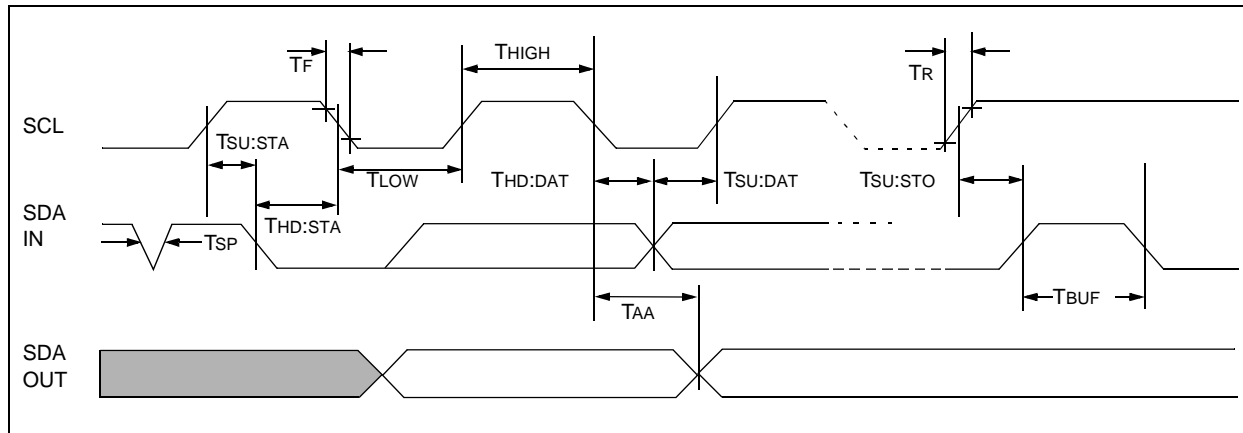 TF
THIGH
TR
SCL
TSU:STA
TLOW
THD:DAT
TSU:DAT
TSU:STO
SDA
IN
THD:STA
TSP
TBUF
TAA
SDA
OUT